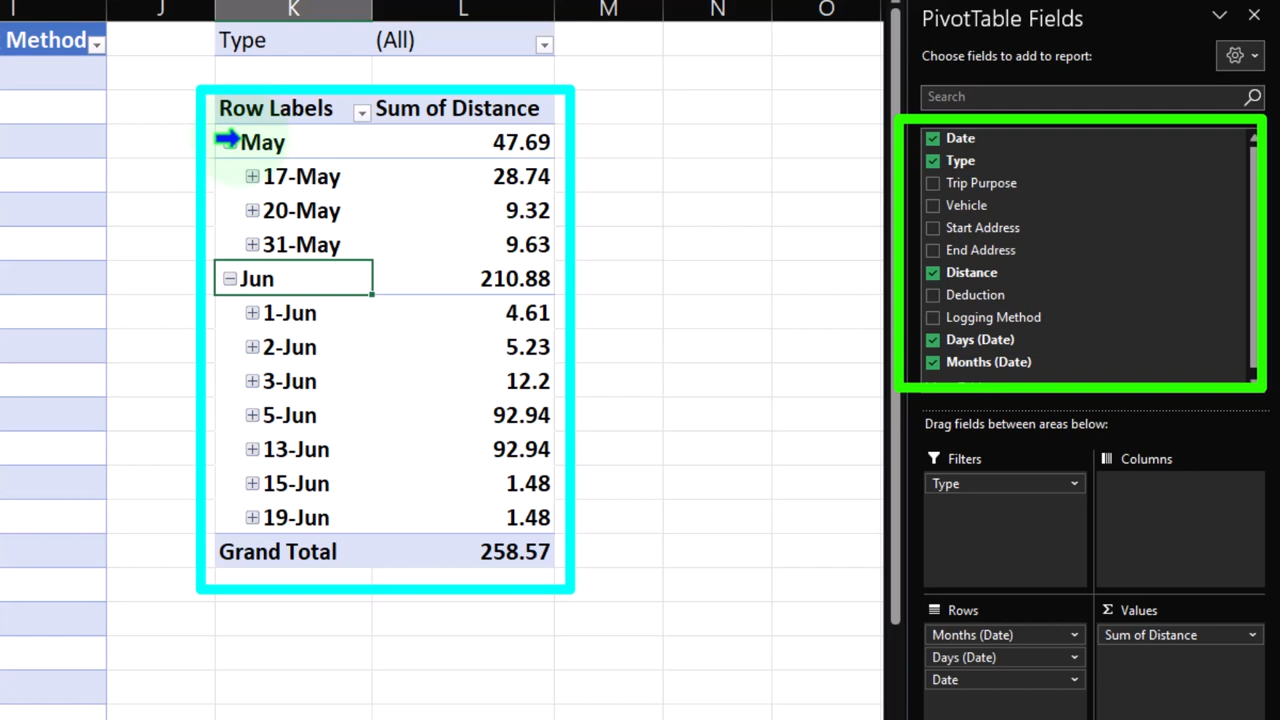 I J K L M N O
Method
Type (All)
Row Labels Sum of Distance
May 47.69
17-May 28.74
20-May 9.32
31-May 9.63
Jun 210.88
1-Jun 4.61
2-Jun 5.23
3-Jun 12.2
5-Jun 92.94
13-Jun 92.94
15-Jun 1.48
19-Jun 1.48
Grand Total 258.57
PivotTable Fields
Choose fields to add to report:
Search
Date
Type
Trip Purpose
Vehicle
Start Address
End Address
Distance
Deduction
Logging Method
Days (Date)
Months (Date)
Drag fields between areas below:
Filters
Type
Columns
Rows
Months (Date)
Days (Date)
Date
Σ Values
Sum of Distance